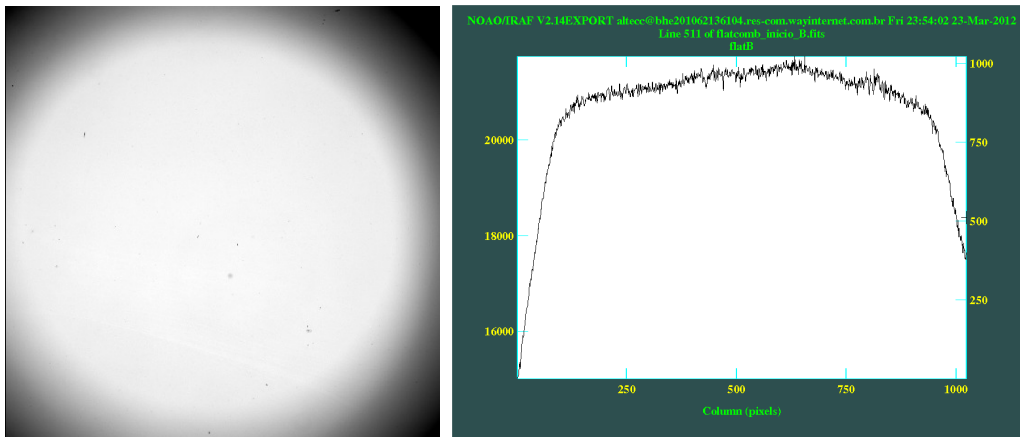 NOAO/IRAF V2.14EXPORT altecc@bhe201062136104.res-com.wayinternet.com.br Fri 23:54:02 23-Mar-2012
Line 511 of flatcomb_inicio_B.fits
flatB
1000
20000
750
18000
500
16000
250
250 500 750 1000
Column (pixels)